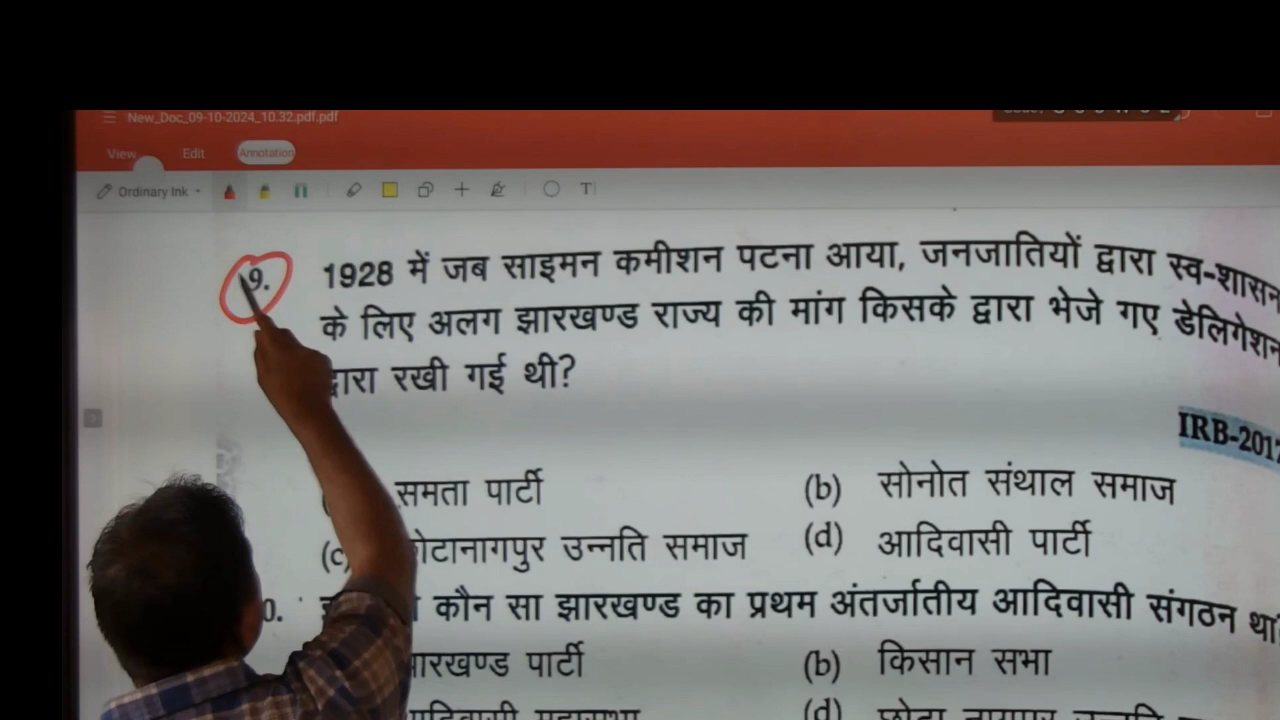 New_Doc_09-10-2024_10.32.pdf.pdf
View Edit Annotation
Ordinary Ink
9. 1928 में जब साइमन कमीशन पटना आया, जनजातियों द्वारा स्व-शासन
के लिए अलग झारखण्ड राज्य की मांग किसके द्वारा भेजे गए डेलिगेशन
द्वारा रखी गई थी?
IRB-2017
समता पार्टी (b) सोनोत संथाल समाज
(c) छोटानागपुर उन्नति समाज (d) आदिवासी पार्टी
0. कौन सा झारखण्ड का प्रथम अंतर्जातीय आदिवासी संगठन था
झारखण्ड पार्टी (b) किसान सभा
(d)